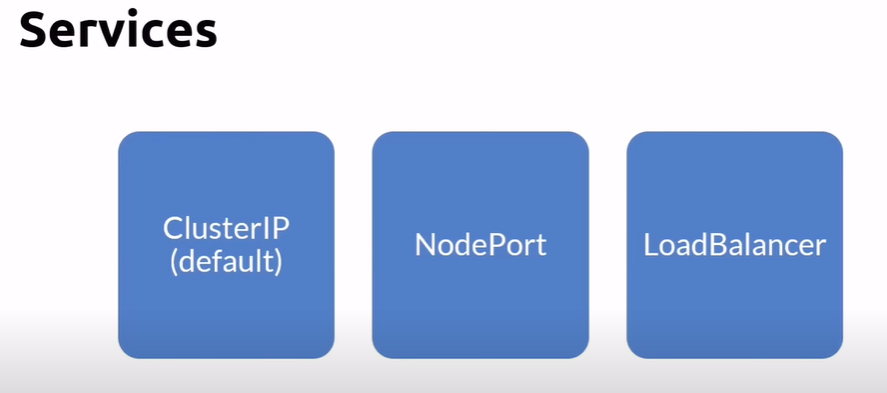 Services
ClusterIP
(default)
NodePort
LoadBalancer